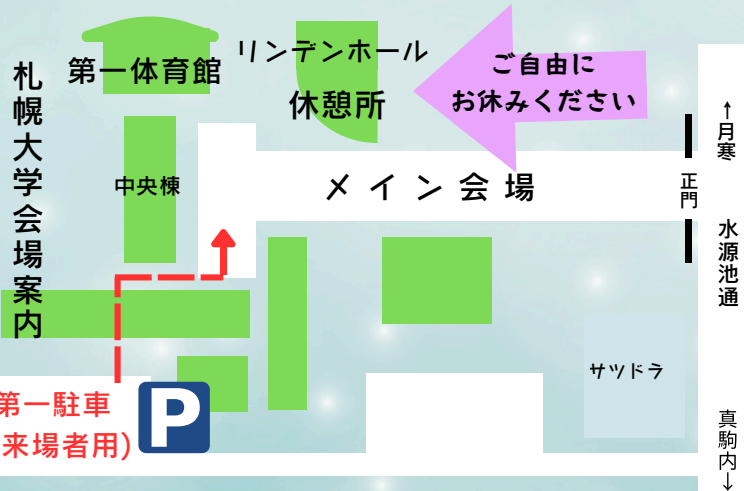 札幌大学会場案内
第一体育館
リンデンホール
休憩所
ご自由に
お休みください
中央棟
メイン会場
正門
↑月寒
水源池通
サツドラ
真駒内↓
第一駐車
来場者用)
P